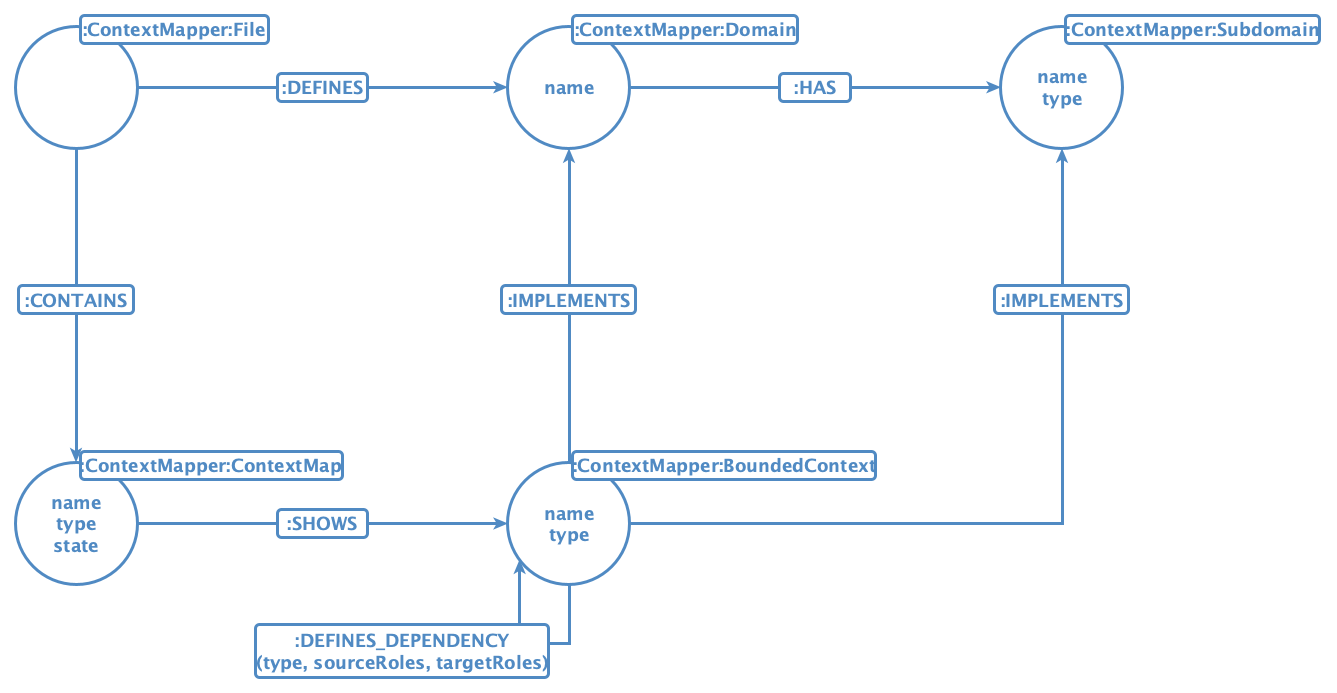 :ContextMapper:File
:ContextMapper:Domain
:ContextMapper:Subdomain
:DEFINES
name
:HAS
name
type
:CONTAINS
:IMPLEMENTS
:IMPLEMENTS
:ContextMapper:ContextMap
:ContextMapper:BoundedContext
name
type
state
:SHOWS
name
type
:DEFINES_DEPENDENCY
(type, sourceRoles, targetRoles)